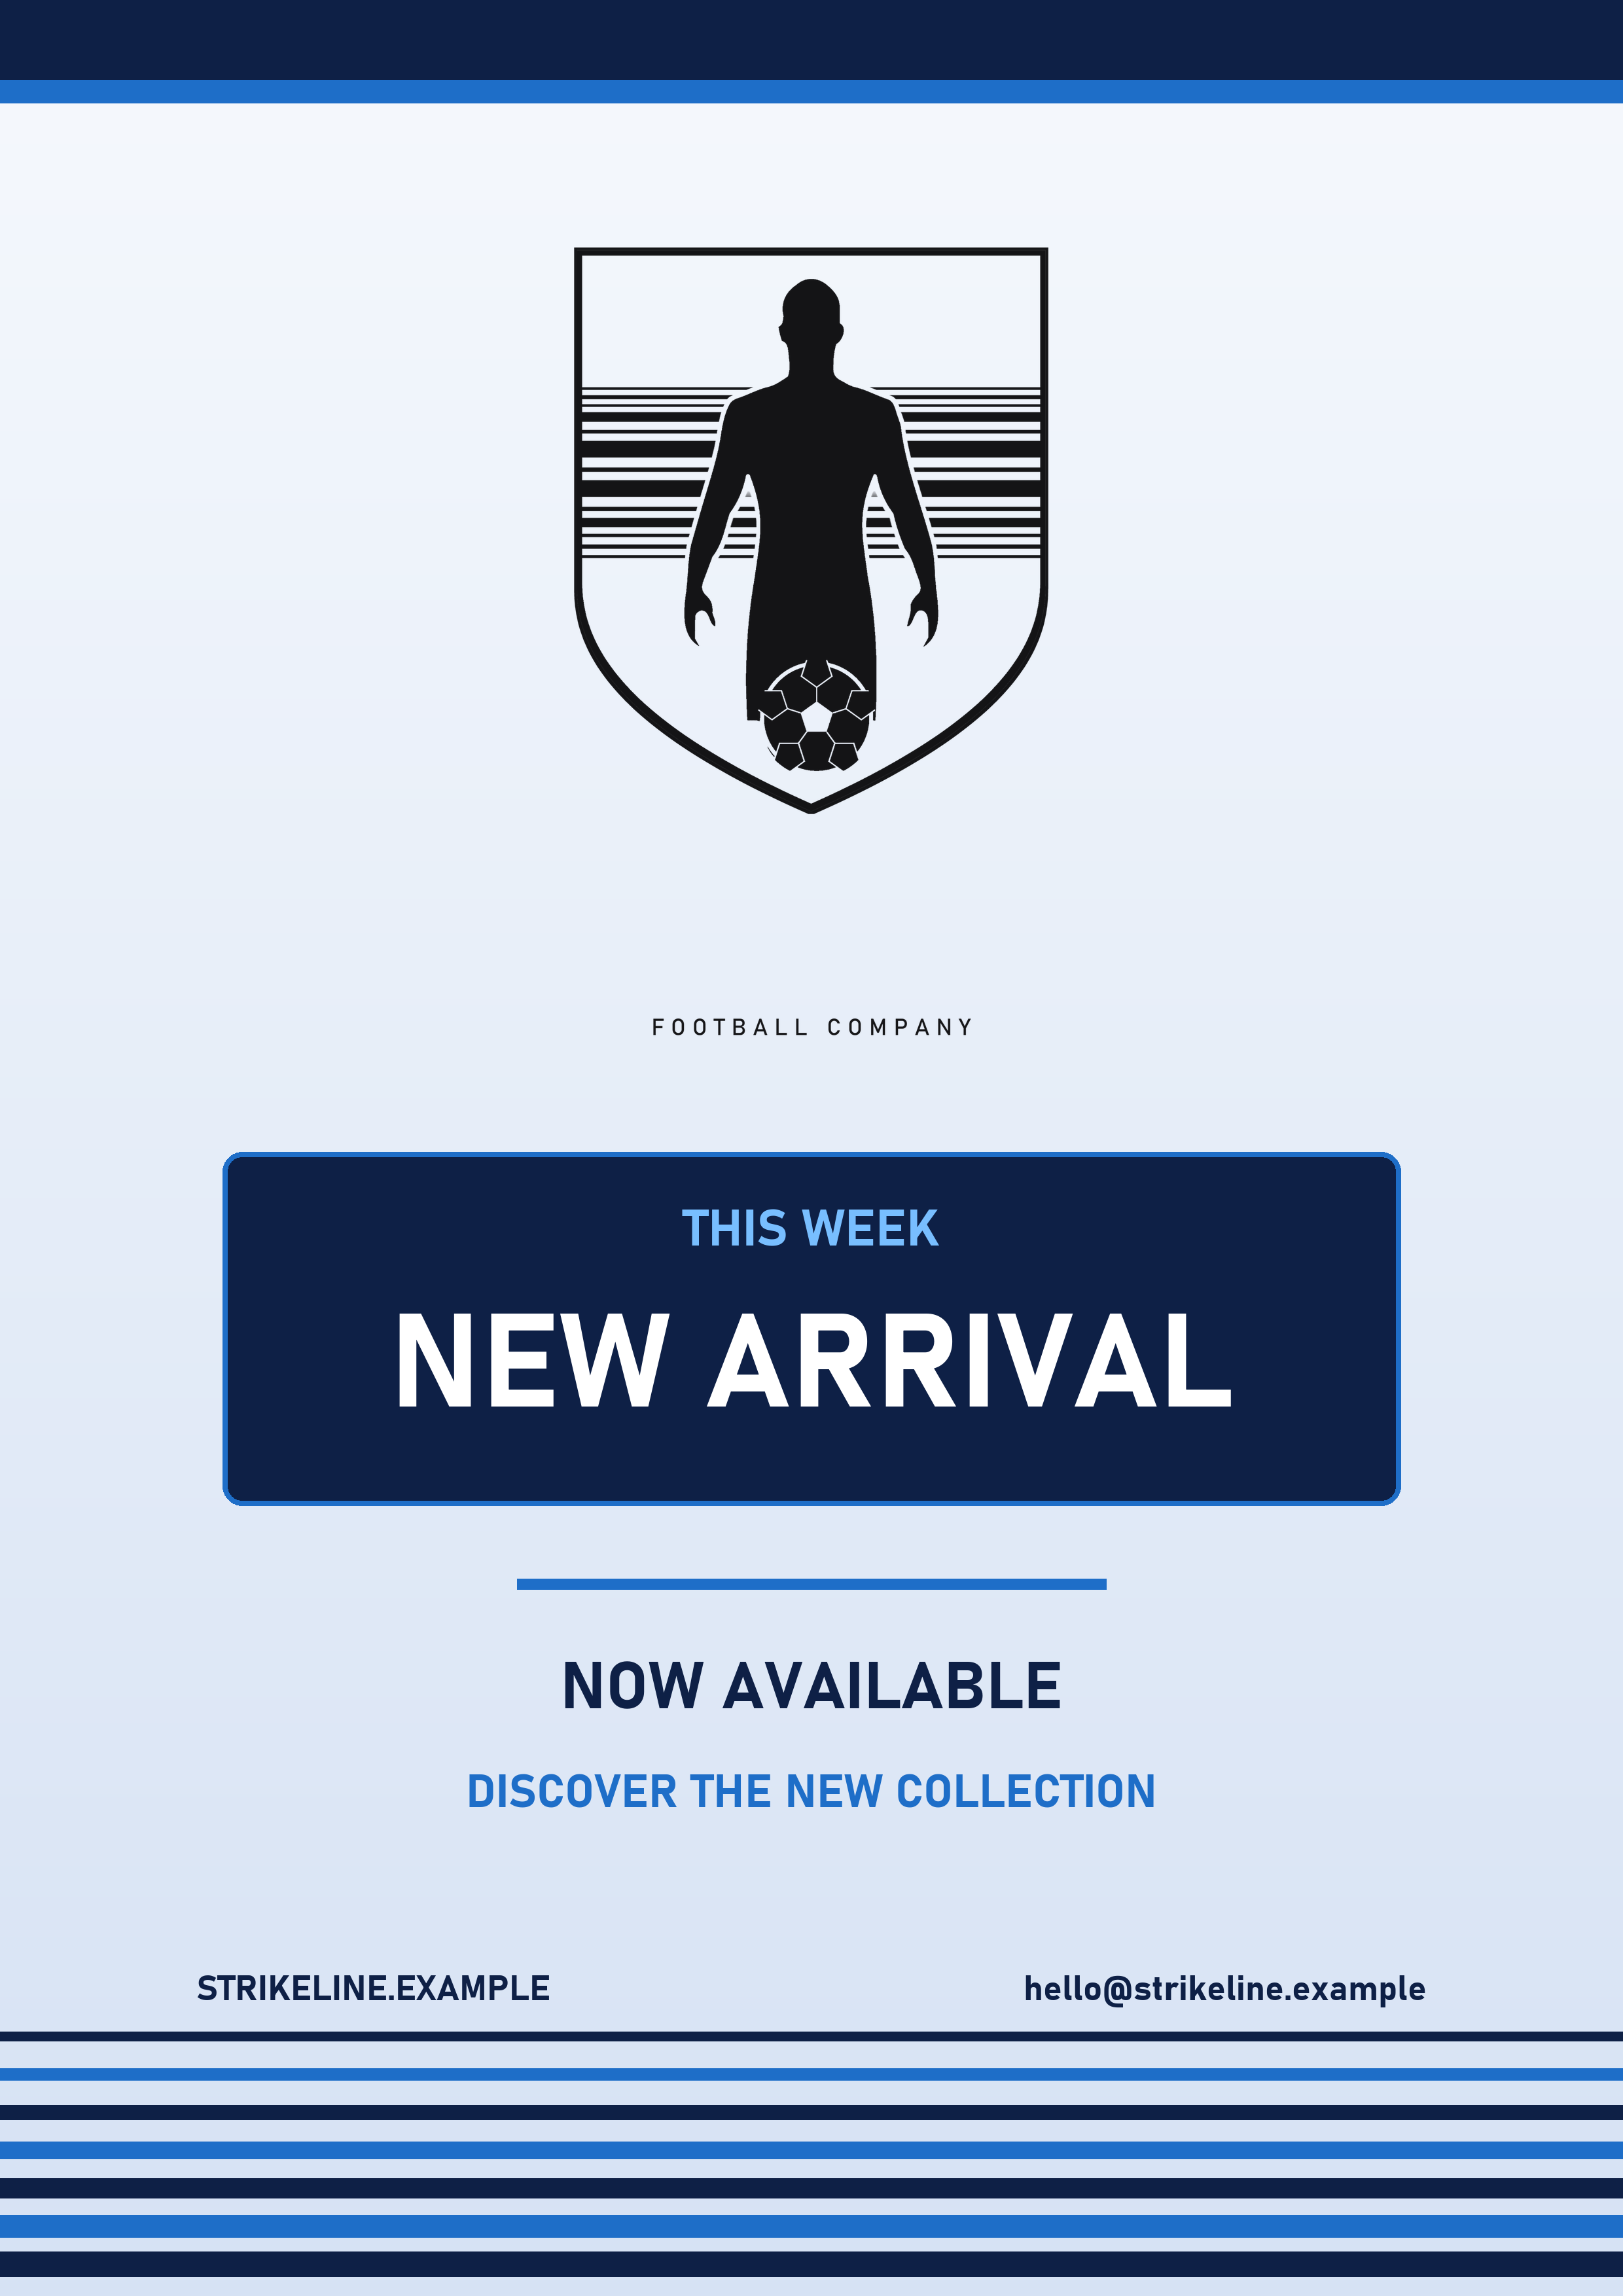 FOOTBALL COMPANY
THIS WEEK
NEW ARRIVAL
NOW AVAILABLE
DISCOVER THE NEW COLLECTION
STRIKELINE.EXAMPLE
hello@strikeline.example